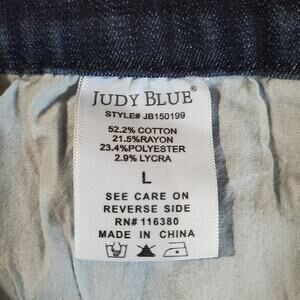 JUDY BLUE®
STYLE# JB150199
52.2% COTTON
21.5%RAYON
23.4%POLYESTER
2.9% LYCRA
L
SEE CARE ON
REVERSE SIDE
RN# 116380
MADE IN CHINA